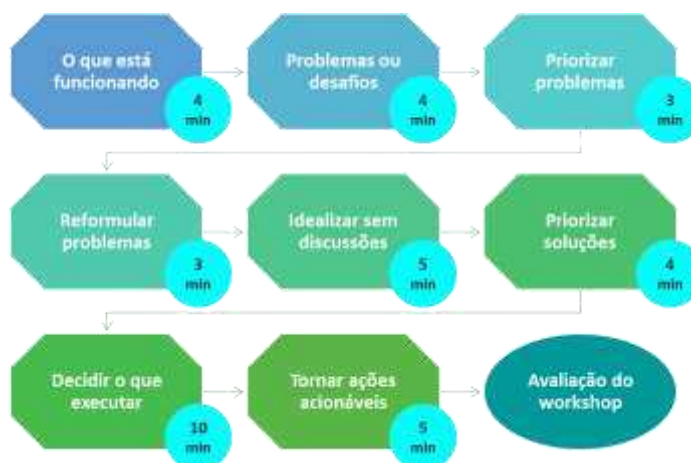 O que está
funcionando
4
min
Problemas ou
desafios
4
min
Priorizar
problemas
3
min
Reformular
problemas
3
min
Idealizar sem
discussões
5
min
Priorizar
soluções
4
min
Decidir o que
executar
10
min
Tornar ações
acionáveis
5
min
Avaliação do
workshop